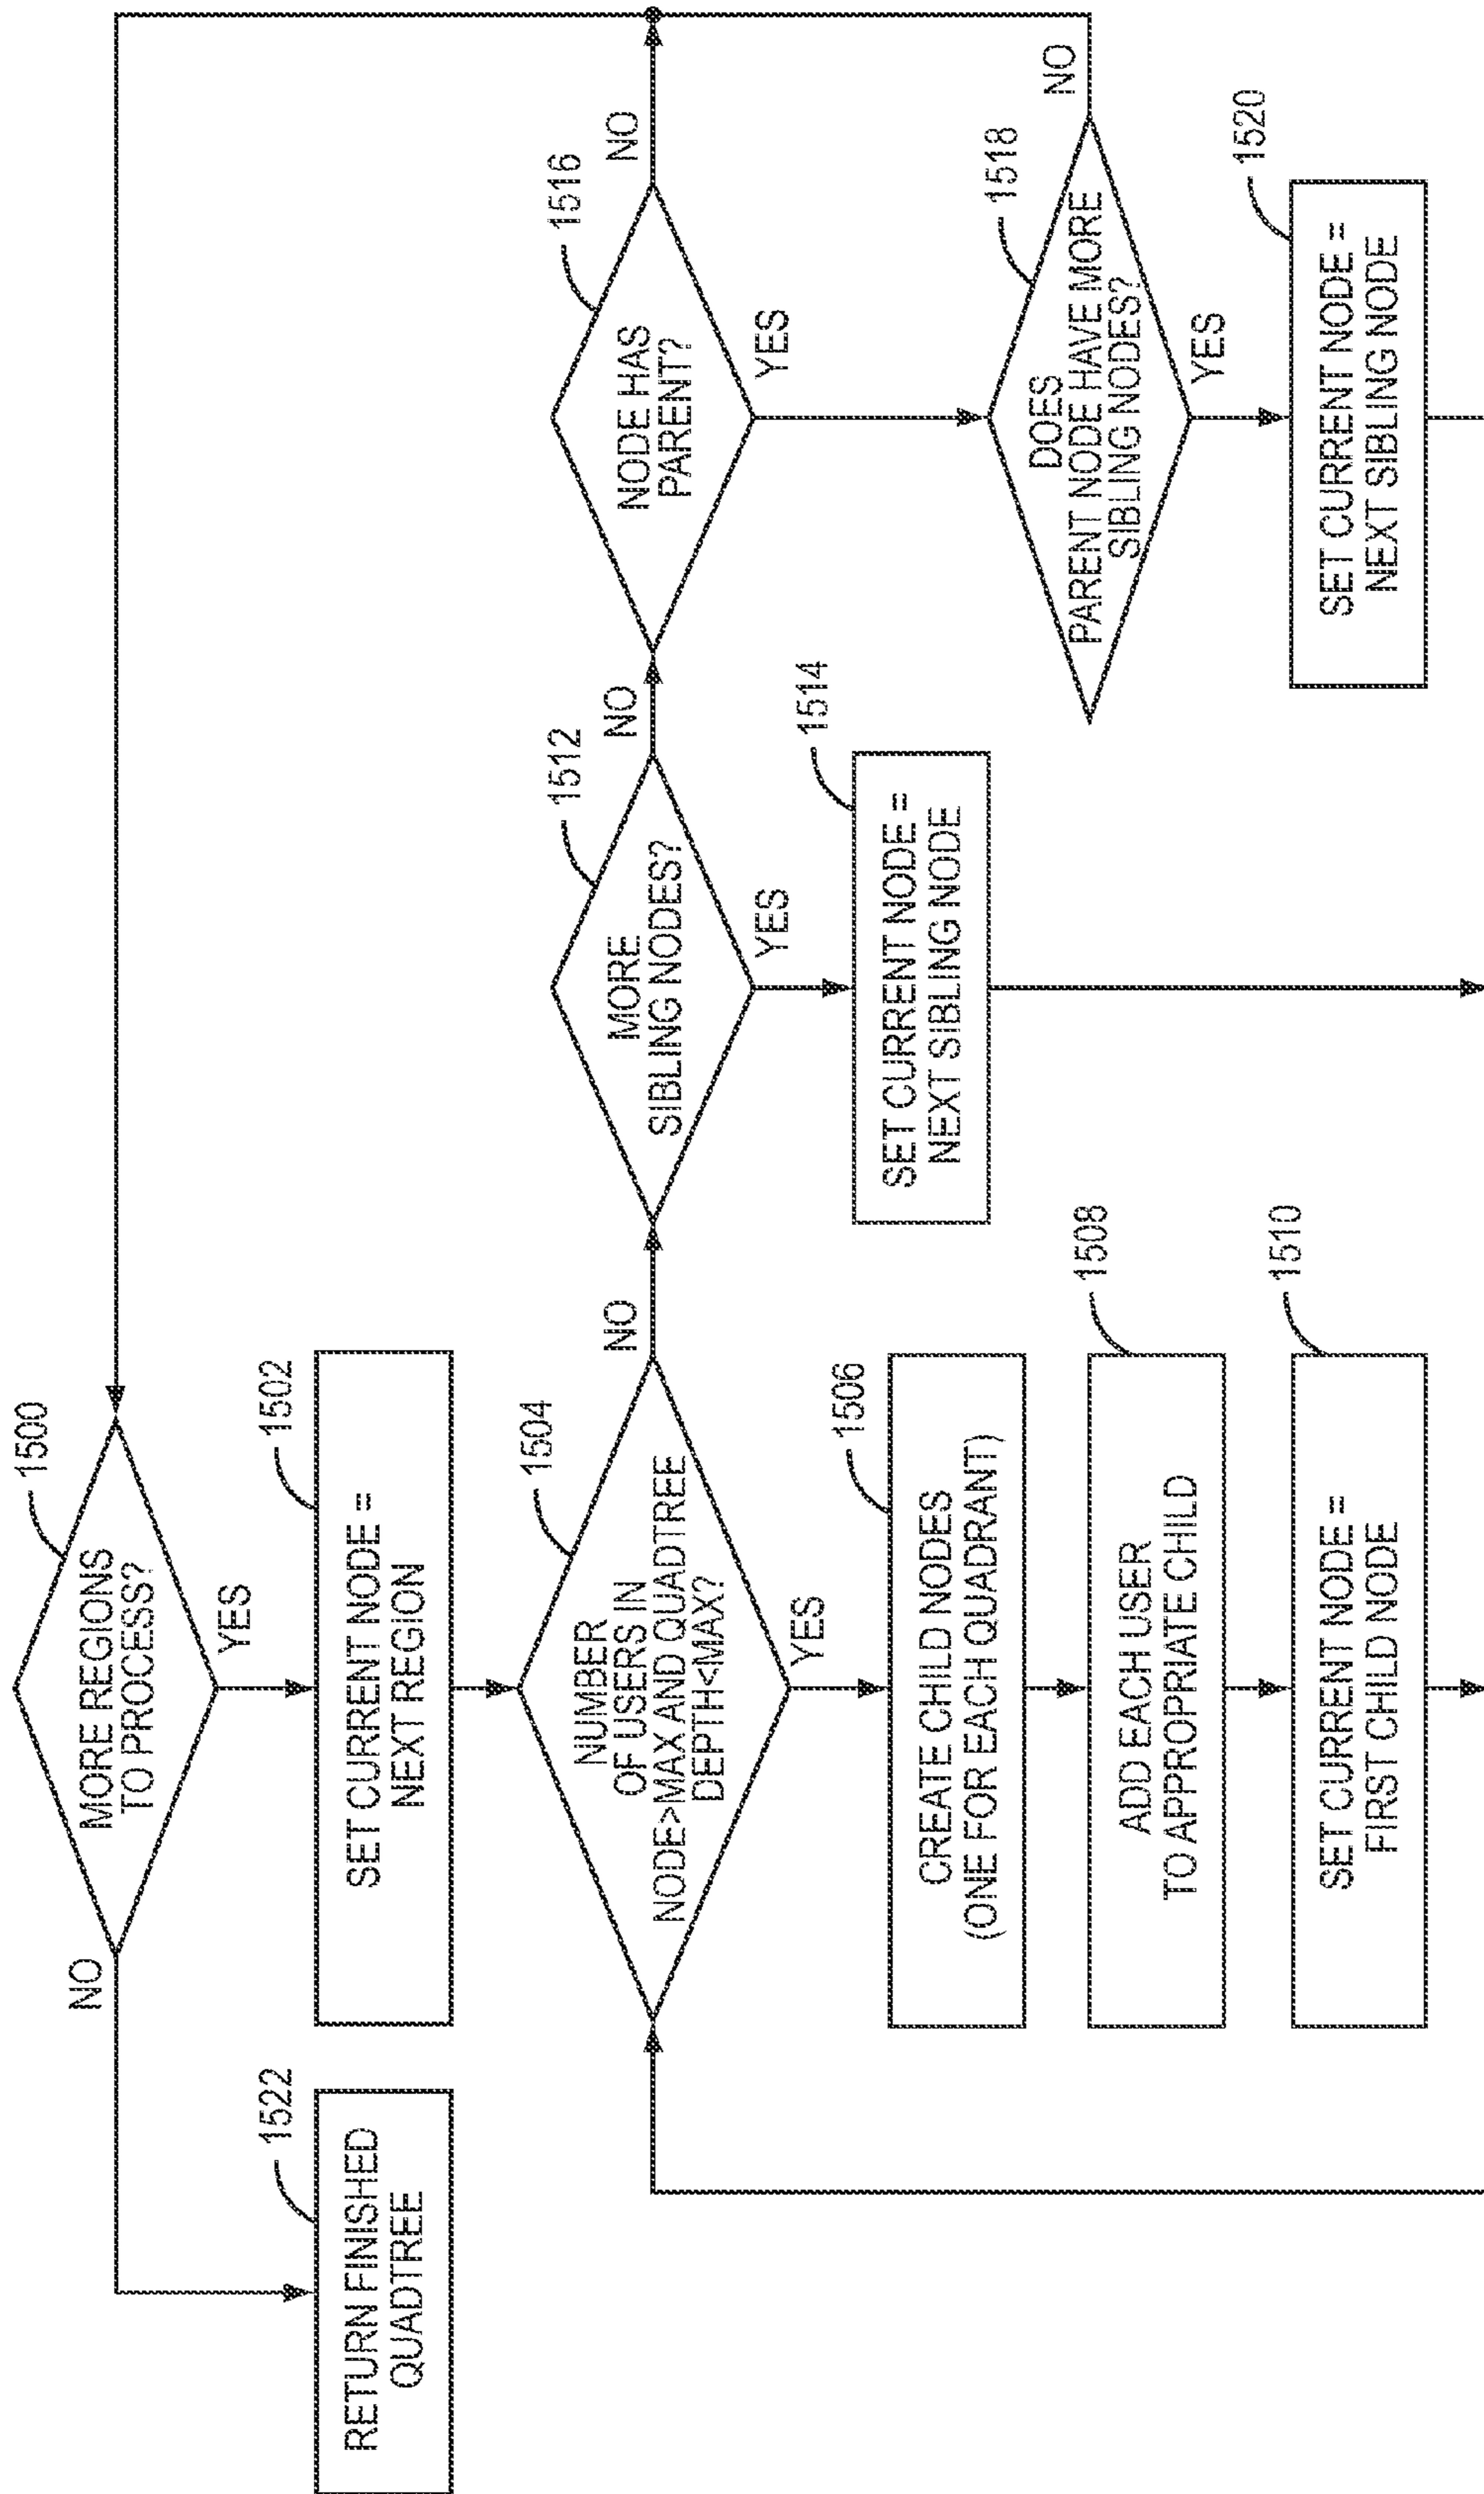 1500
MORE REGIONS
TO PROCESS?
NO
YES
1502
SET CURRENT NODE =
NEXT REGION
1522
RETURN FINISHED
QUADTREE
1504
NUMBER
OF USERS IN
NODE>MAX AND QUADTREE
DEPTH<MAX?
NO
YES
1512
MORE
SIBLING NODES?
NO
YES
1516
NODE HAS
PARENT?
NO
YES
1506
CREATE CHILD NODES
(ONE FOR EACH QUADRANT)
1514
SET CURRENT NODE =
NEXT SIBLING NODE
1508
ADD EACH USER
TO APPROPRIATE CHILD
1518
DOES
PARENT NODE HAVE MORE
SIBLING NODES?
NO
YES
1510
SET CURRENT NODE =
FIRST CHILD NODE
1520
SET CURRENT NODE =
NEXT SIBLING NODE